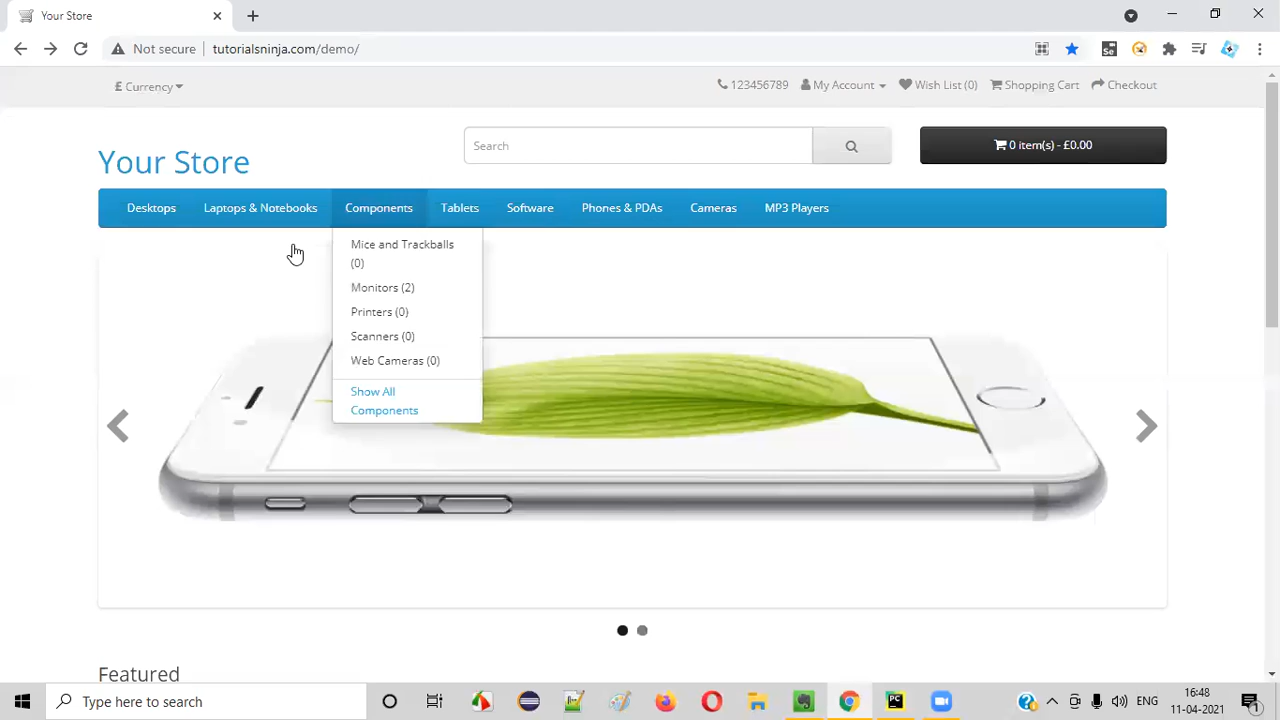 Your Store
Not secure
tutorialsninja.com/demo/
Se
£ Currency
123456789
My Account
Wish List (0)
Shopping Cart
Checkout
Your Store
Search
0 item(s) - £0.00
Desktops
Laptops & Notebooks
Components
Tablets
Software
Phones & PDAs
Cameras
MP3 Players
Mice and Trackballs
(0)
Monitors (2)
Printers (0)
Scanners (0)
Web Cameras (0)
Show All
Components
Featured
Type here to search
PC
ENG
16:48
11-04-2021
1